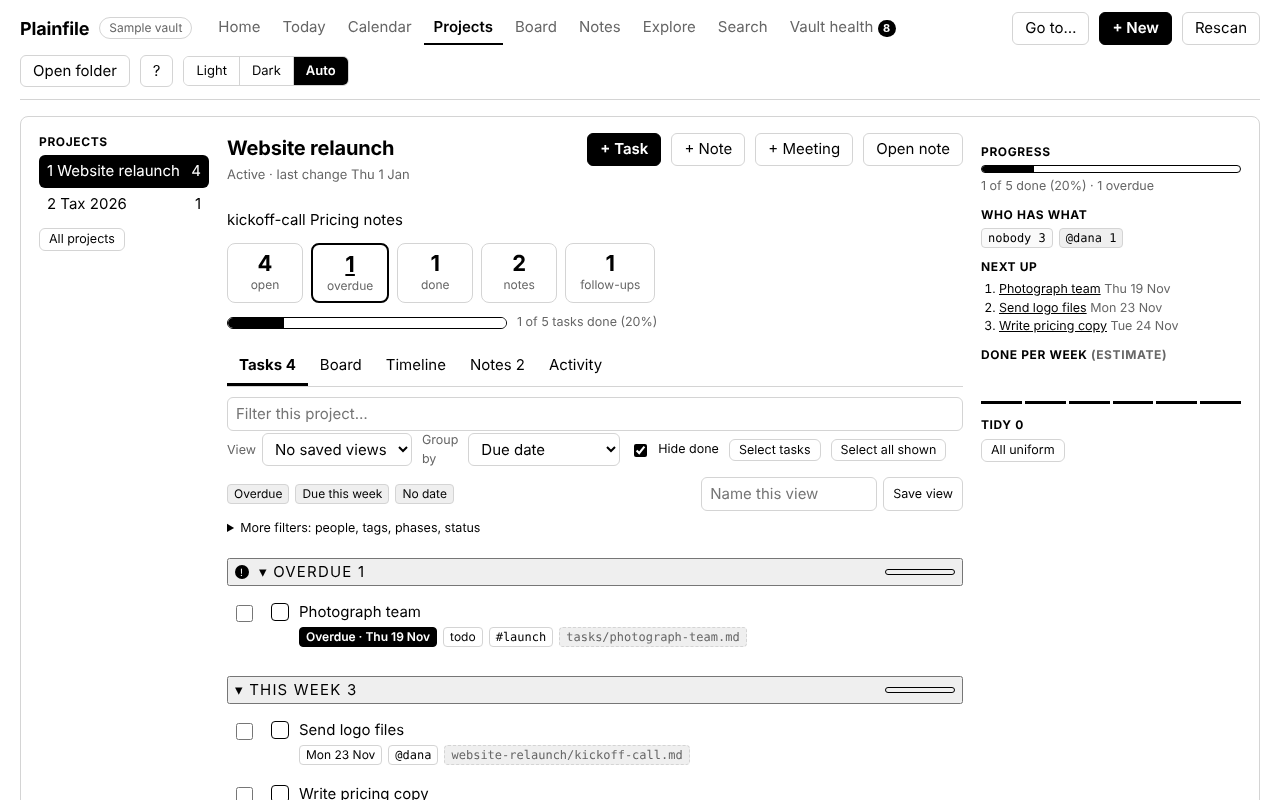 Plainfile Sample vault Home Today Calendar Projects Board Notes Explore Search Vault health 8 Go to… + New Rescan
Open folder ? Light Dark Auto
PROJECTS
1 Website relaunch 4
2 Tax 2026 1
All projects
Website relaunch
+ Task + Note + Meeting Open note
Active · last change Thu 1 Jan
kickoff-call Pricing notes
4 open
1 overdue
1 done
2 notes
1 follow-ups
1 of 5 tasks done (20%)
Tasks 4 Board Timeline Notes 2 Activity
Filter this project…
View No saved views Group by Due date Hide done Select tasks Select all shown
Overdue Due this week No date Name this view Save view
▶ More filters: people, tags, phases, status
! ▾ OVERDUE 1
Photograph team
Overdue · Thu 19 Nov todo #launch tasks/photograph-team.md
▾ THIS WEEK 3
Send logo files
Mon 23 Nov @dana website-relaunch/kickoff-call.md
Write pricing copy
PROGRESS
1 of 5 done (20%) · 1 overdue
WHO HAS WHAT
nobody 3 @dana 1
NEXT UP
1. Photograph team Thu 19 Nov
2. Send logo files Mon 23 Nov
3. Write pricing copy Tue 24 Nov
DONE PER WEEK (ESTIMATE)
TIDY 0
All uniform